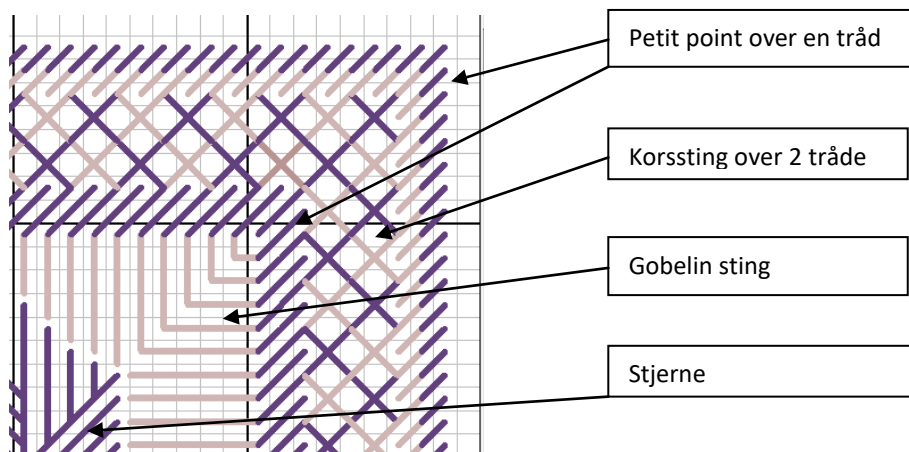 Petit point over en tråd
Korssting over 2 tråde
Gobelin sting
Stjerne